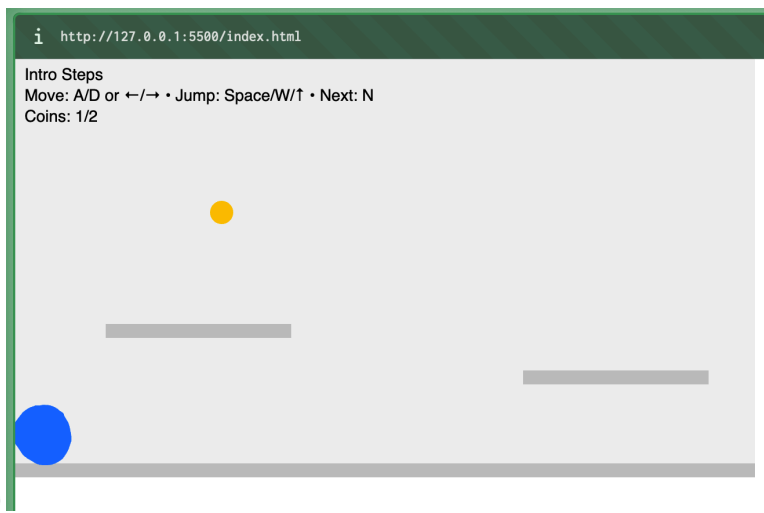 i http://127.0.0.1:5500/index.html
Intro Steps
Move: A/D or ←/→ • Jump: Space/W/↑ • Next: N
Coins: 1/2